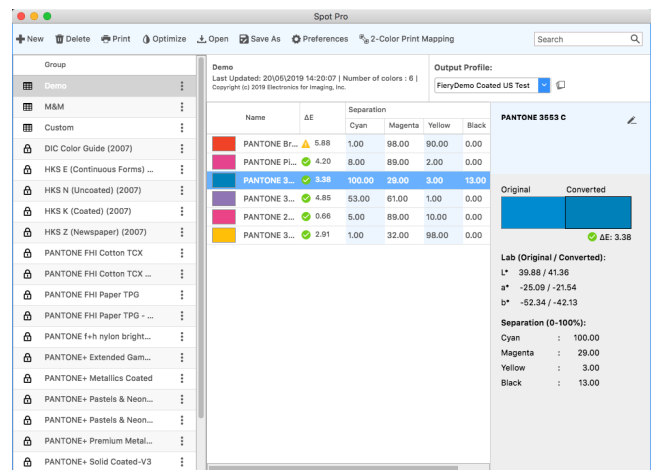 Spot Pro
New Delete Print Optimize Open Save As Preferences 2-Color Print Mapping Search
Group
Demo
M&M
Custom
DIC Color Guide (2007)
HKS E (Continuous Forms) ...
HKS N (Uncoated) (2007)
HKS K (Coated) (2007)
HKS Z (Newspaper) (2007)
PANTONE FHI Cotton TCX
PANTONE FHI Cotton TCX ...
PANTONE FHI Paper TPG
PANTONE FHI Paper TPG - ...
PANTONE f+h nylon bright...
PANTONE+ Extended Gam...
PANTONE+ Metallics Coated
PANTONE+ Pastels & Neon...
PANTONE+ Pastels & Neon...
PANTONE+ Premium Metal...
PANTONE+ Solid Coated-V3
Demo
Last Updated: 20\05\2019 14:20:07 | Number of colors : 6 |
Copyright (c) 2019 Electronics for Imaging, Inc.
Output Profile:
FieryDemo Coated US Test
Name ΔE Separation
Cyan Magenta Yellow Black
PANTONE Br... 5.88 1.00 98.00 90.00 0.00
PANTONE Pi... 4.20 8.00 89.00 2.00 0.00
PANTONE 3... 3.38 100.00 29.00 3.00 13.00
PANTONE 3... 4.85 53.00 61.00 1.00 0.00
PANTONE 2... 0.66 5.00 89.00 10.00 0.00
PANTONE 3... 2.91 1.00 32.00 98.00 0.00
PANTONE 3553 C
Original Converted
ΔE: 3.38
Lab (Original / Converted):
L* 39.88 / 41.36
a* -25.09 / -21.54
b* -52.34 / -42.13
Separation (0-100%):
Cyan : 100.00
Magenta : 29.00
Yellow : 3.00
Black : 13.00